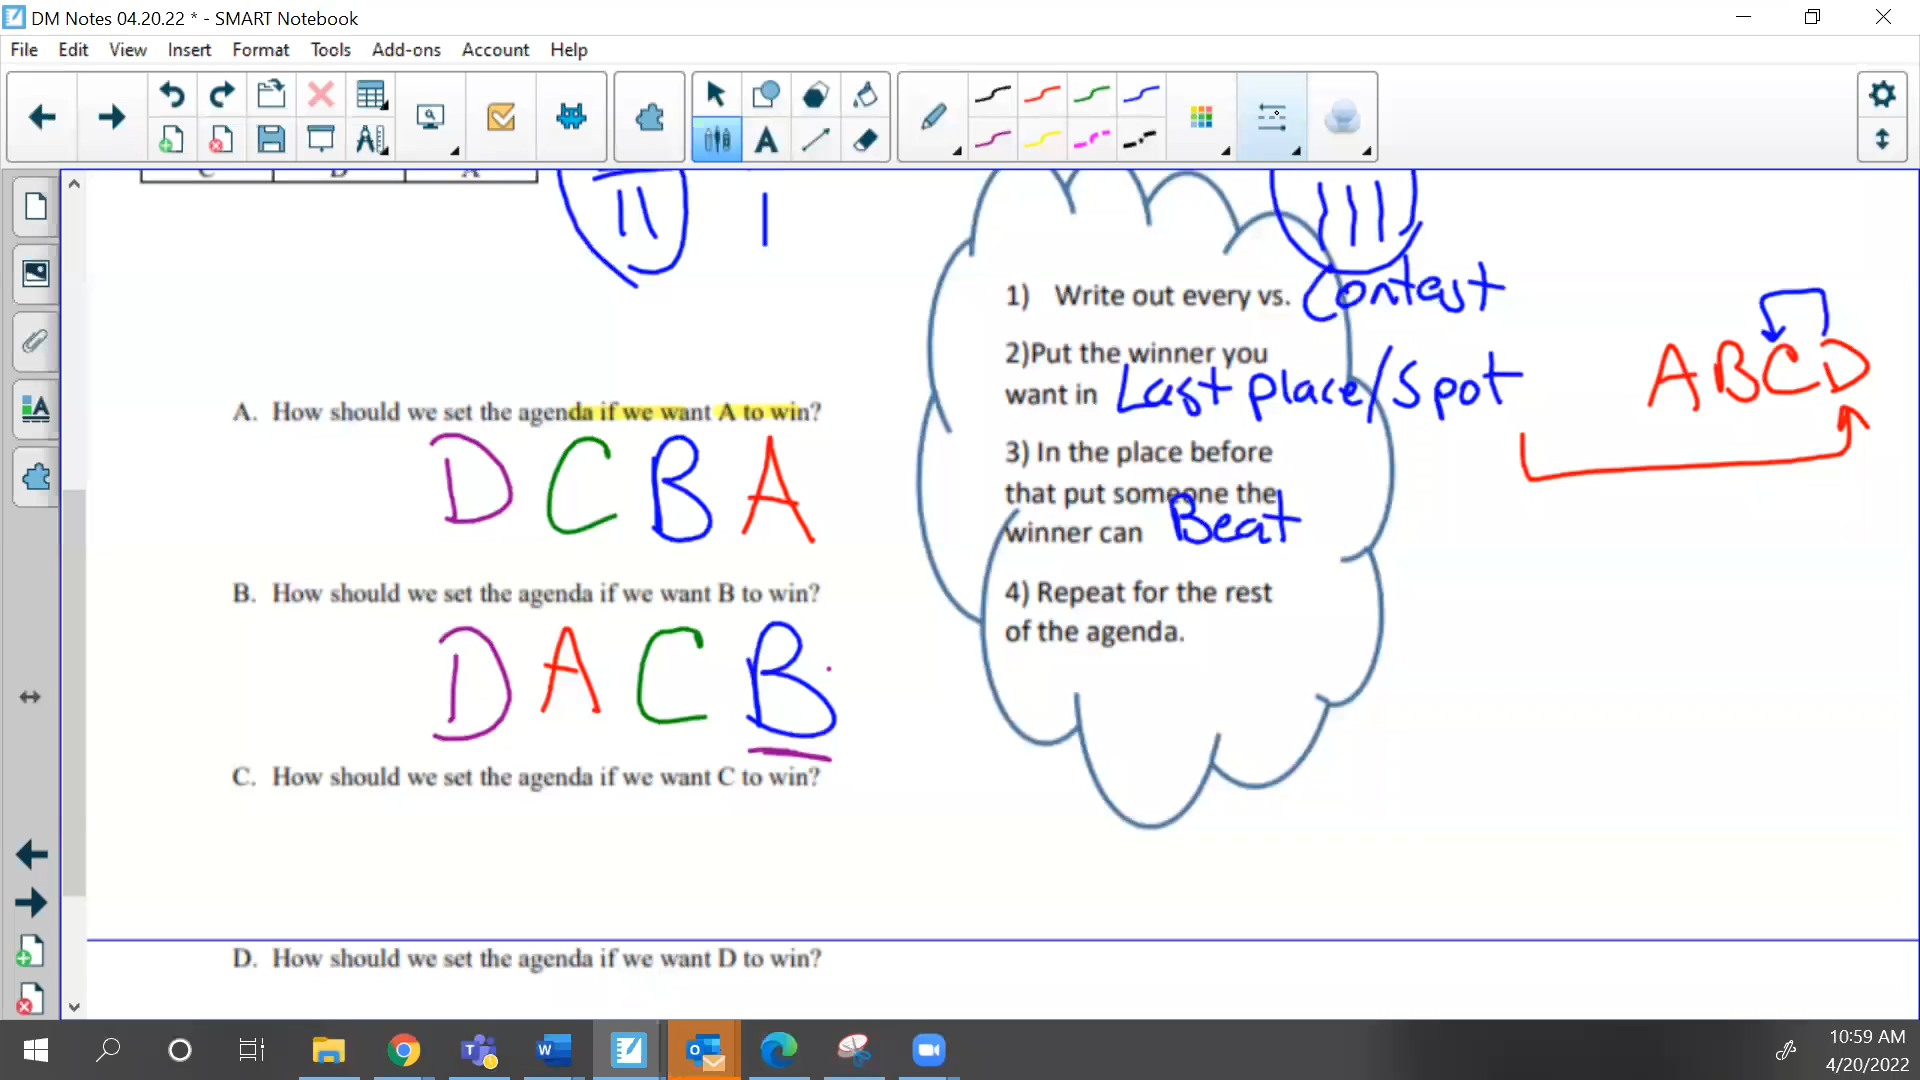 DM Notes 04.20.22 * - SMART Notebook
File Edit View Insert Format Tools Add-ons Account Help
C D A
1) Write out every vs. Contest
2)Put the winner you
want in Last place/Spot
A B C D
A. How should we set the agenda if we want A to win?
D C B A
3) In the place before
that put someone the
winner can Beat
B. How should we set the agenda if we want B to win?
4) Repeat for the rest
of the agenda.
D A C B
C. How should we set the agenda if we want C to win?
D. How should we set the agenda if we want D to win?
10:59 AM
4/20/2022